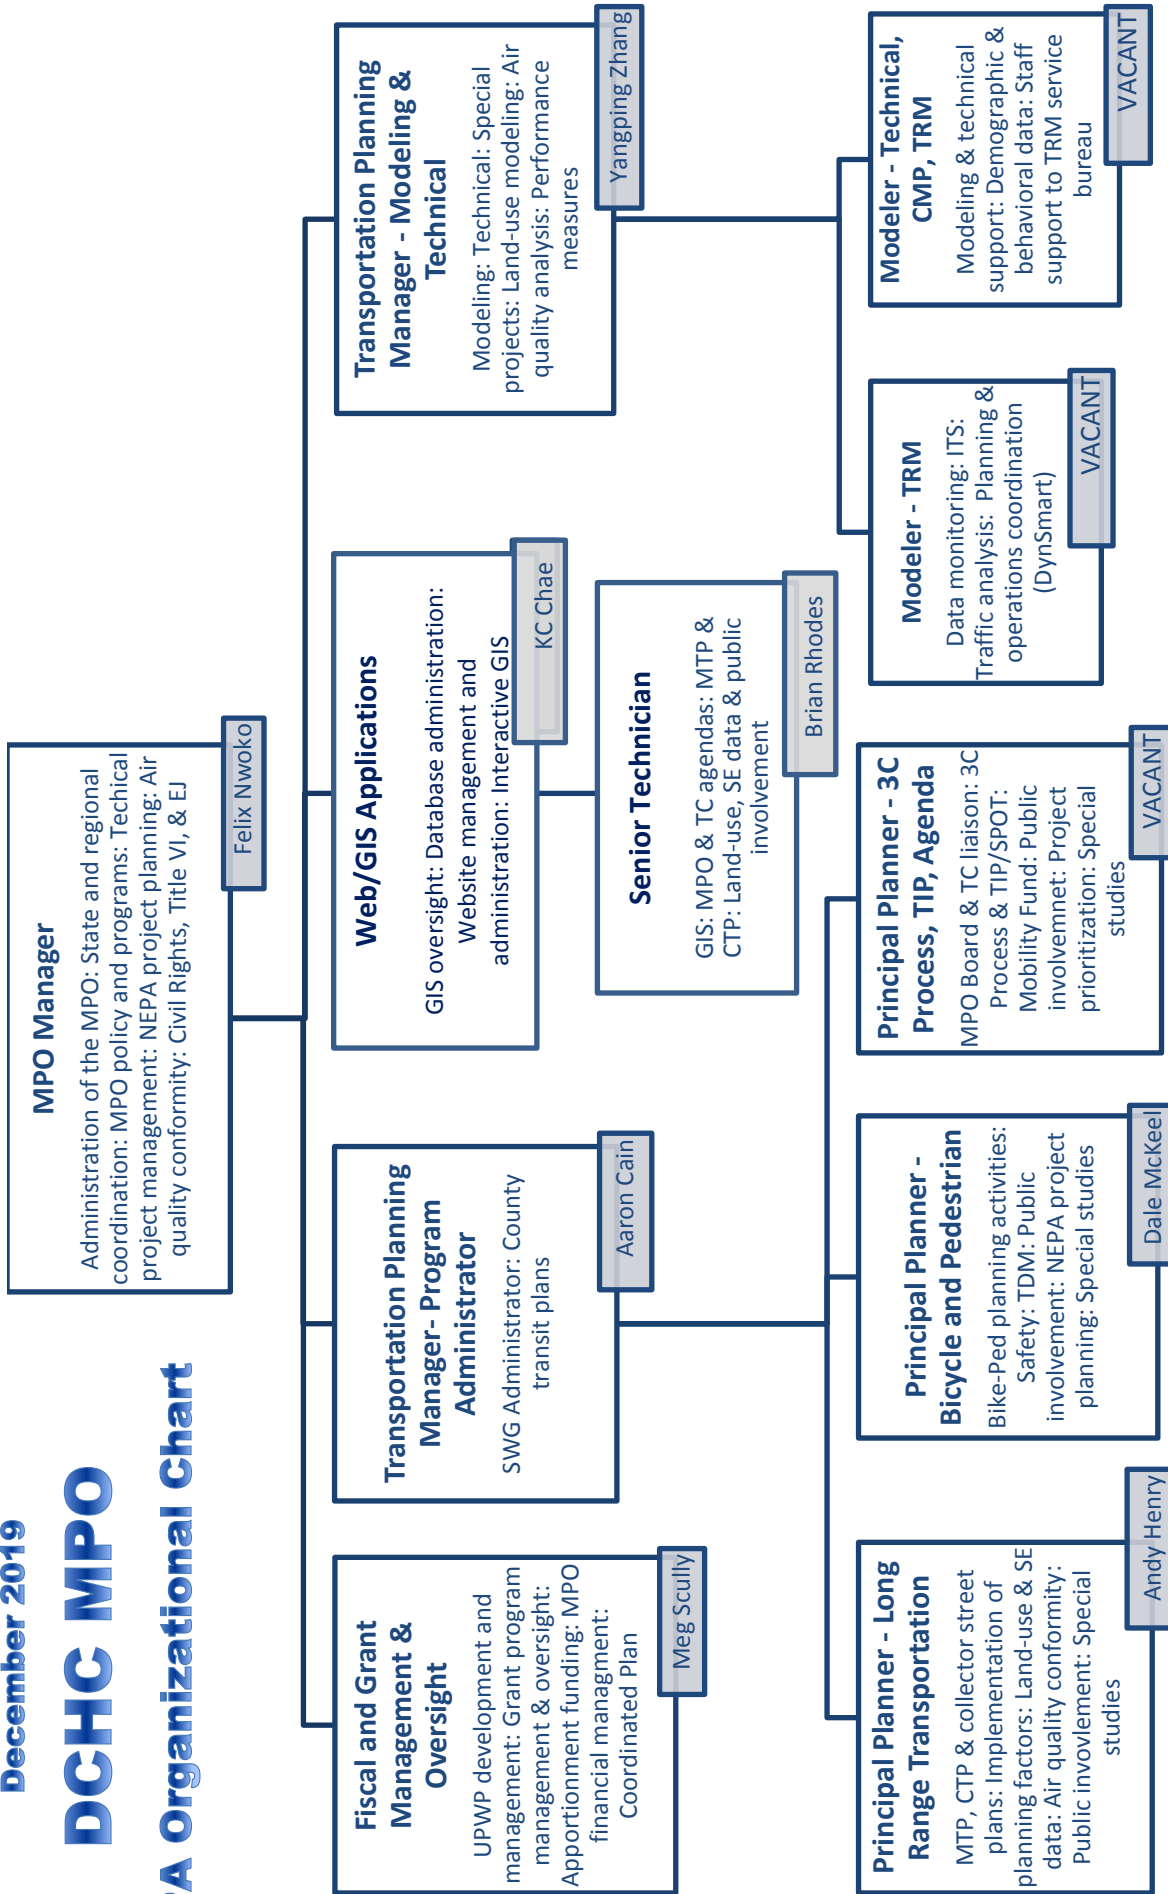 December 2019
DCHC MPO
A Organizational Chart
MPO Manager
Administration of the MPO: State and regional
coordination: MPO policy and programs: Techical
project management: NEPA project planning: Air
quality conformity: Civil Rights, Title VI, & EJ
Felix Nwoko
Fiscal and Grant
Management &
Oversight
UPWP development and
management: Grant program
management & oversight:
Apportionment funding: MPO
financial managment:
Coordinated Plan
Meg Scully
Transportation Planning
Manager- Program
Administrator
SWG Administrator: County
transit plans
Aaron Cain
Web/GIS Applications
GIS oversight: Database administration:
Website management and
administration: Interactive GIS
KC Chae
Transportation Planning
Manager - Modeling &
Technical
Modeling: Technical: Special
projects: Land-use modeling: Air
quality analysis: Performance
measures
Yangping Zhang
Senior Technician
GIS: MPO & TC agendas: MTP &
CTP: Land-use, SE data & public
involvement
Brian Rhodes
Principal Planner - Long
Range Transportation
MTP, CTP & collector street
plans: Implementation of
planning factors: Land-use & SE
data: Air quality conformity:
Public invovlement: Special
studies
Andy Henry
Principal Planner -
Bicycle and Pedestrian
Bike-Ped planning activities:
Safety: TDM: Public
involvement: NEPA project
planning: Special studies
Dale McKeel
Principal Planner - 3C
Process, TIP, Agenda
MPO Board & TC liaison: 3C
Process & TIP/SPOT:
Mobility Fund: Public
involvemnet: Project
prioritization: Special
studies
VACANT
Modeler - TRM
Data monitoring: ITS:
Traffic analysis: Planning &
operations coordination
(DynSmart)
VACANT
Modeler - Technical,
CMP, TRM
Modeling & technical
support: Demographic &
behavioral data: Staff
support to TRM service
bureau
VACANT